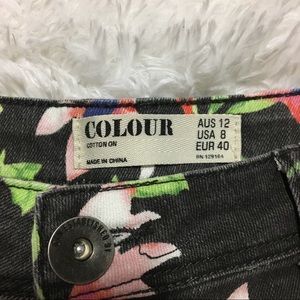 COLOUR
COTTON ON
MADE IN CHINA
AUS 12
USA 8
EUR 40
RN 129164